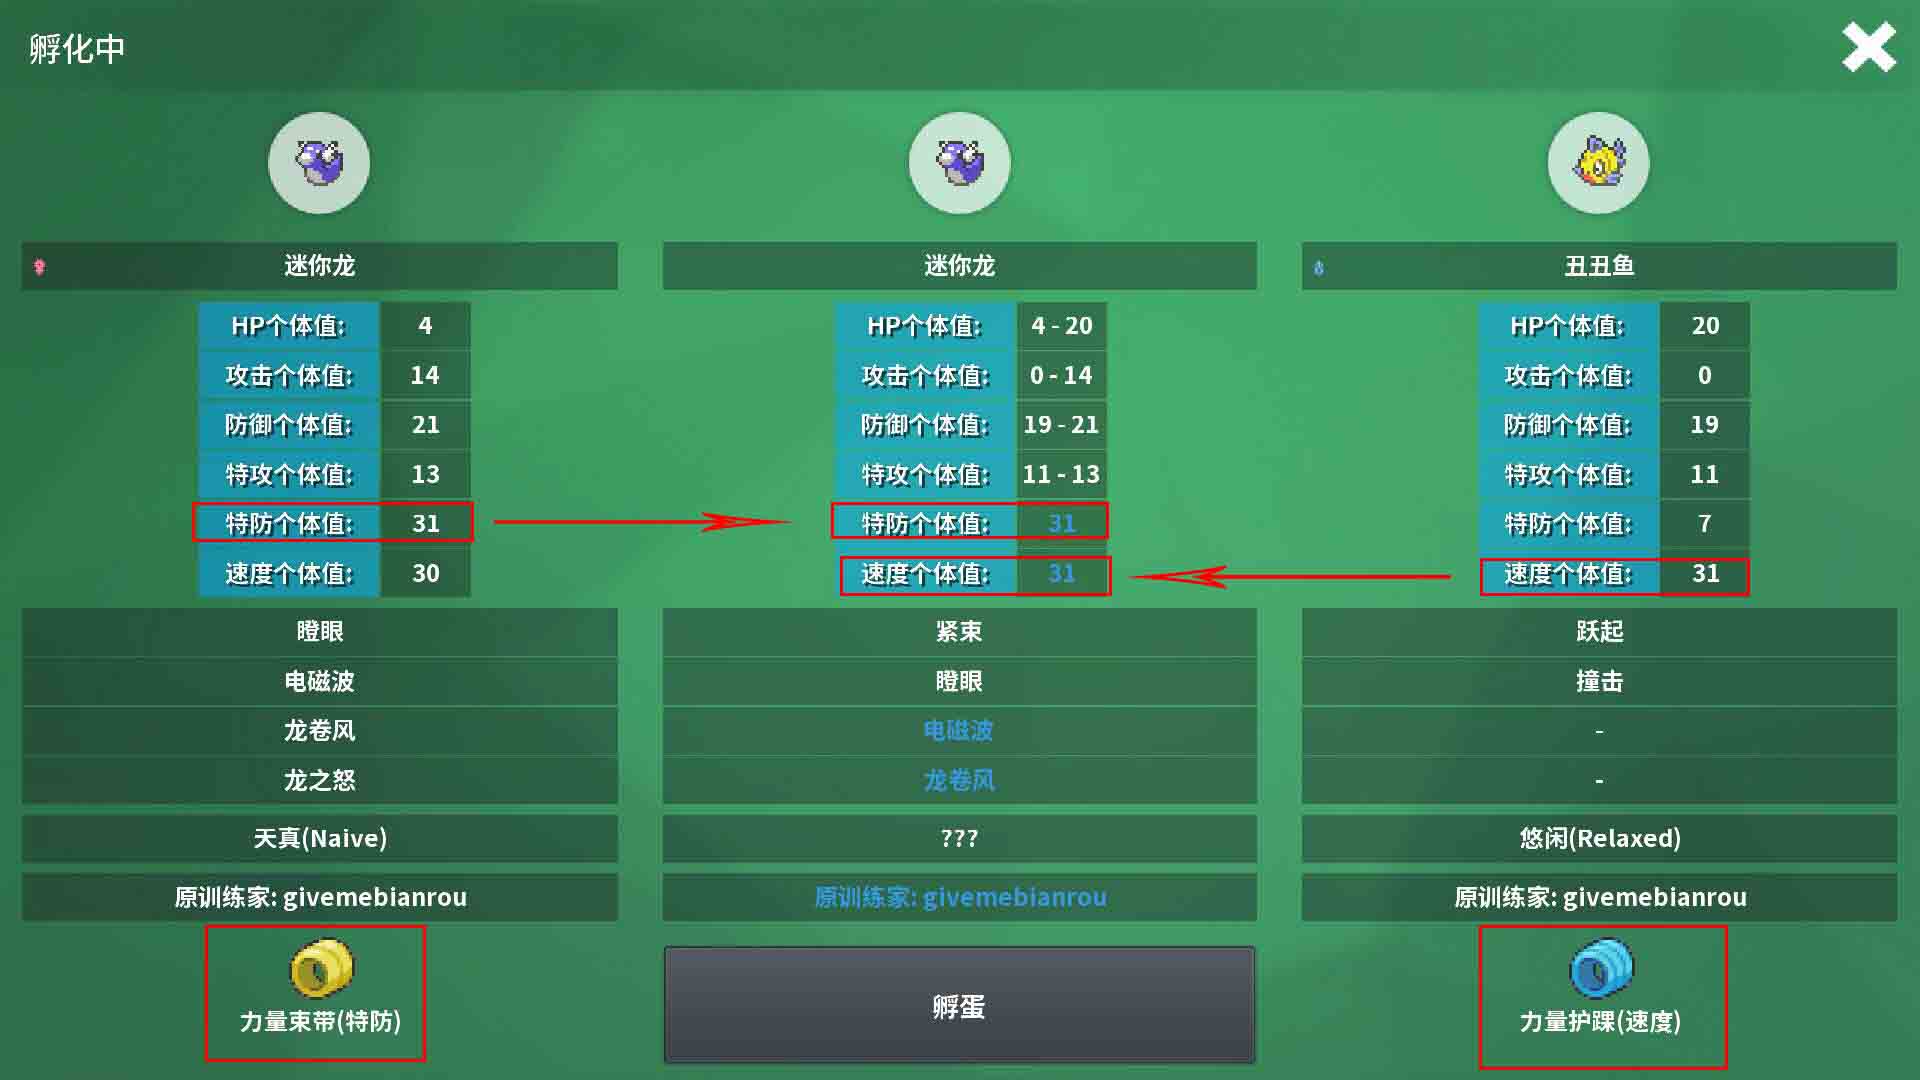 孵化中
迷你龙
HP个体值: 4
攻击个体值: 14
防御个体值: 21
特攻个体值: 13
特防个体值: 31
速度个体值: 30
瞪眼
电磁波
龙卷风
龙之怒
天真(Naive)
原训练家: givemebianrou
力量束带(特防)
迷你龙
HP个体值: 4 - 20
攻击个体值: 0 - 14
防御个体值: 19 - 21
特攻个体值: 11 - 13
特防个体值: 31
速度个体值: 31
紧束
瞪眼
电磁波
龙卷风
???
原训练家: givemebianrou
孵蛋
丑丑鱼
HP个体值: 20
攻击个体值: 0
防御个体值: 19
特攻个体值: 11
特防个体值: 7
速度个体值: 31
跃起
撞击
-
-
悠闲(Relaxed)
原训练家: givemebianrou
力量护踝(速度)